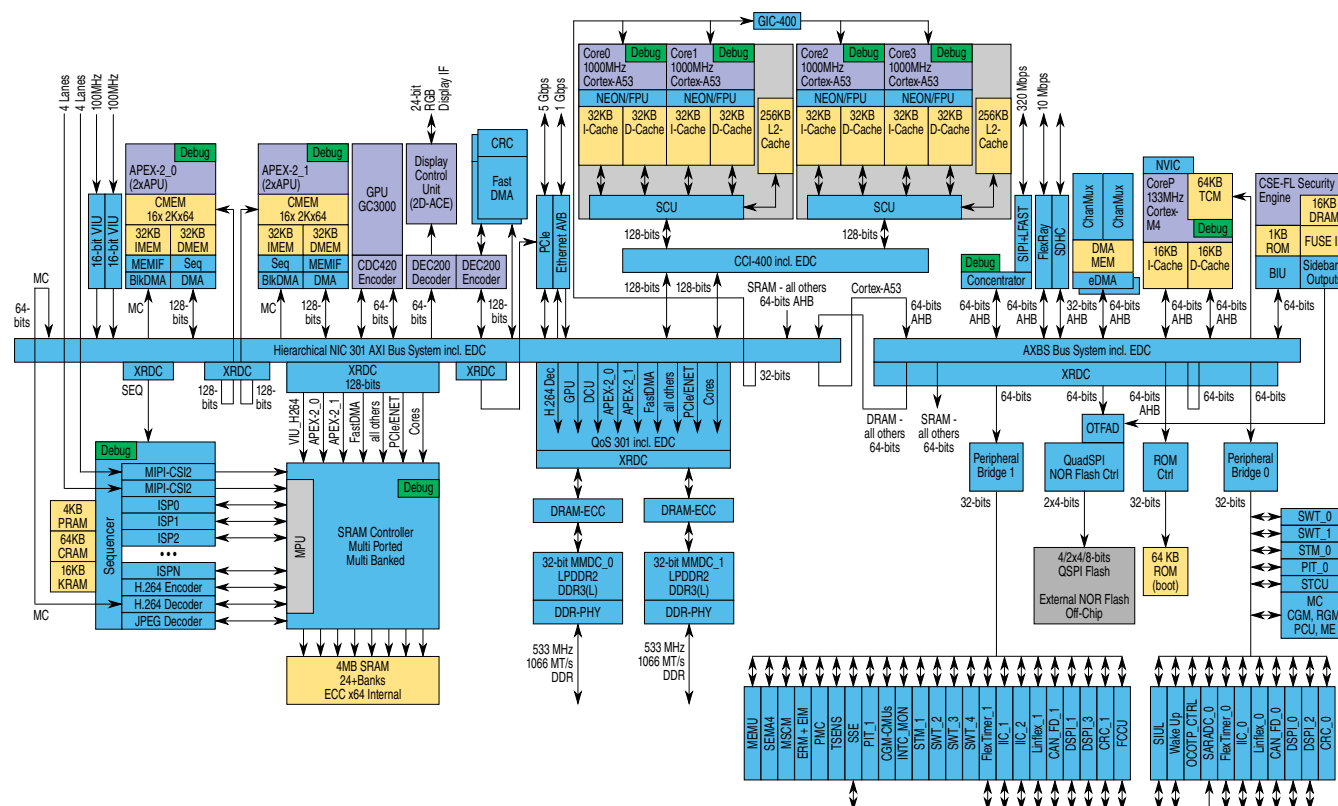 GIC-400
4 Lanes
4 Lanes
100MHz
100MHz
24-bit
RGB
Display IF
5 Gbps
1 Gbps
320 Mbps
10 Mbps
Debug
APEX-2_0
(2xAPU)
CMEM
16x 2Kx64
32KB
IMEM
32KB
DMEM
MEMIF
Seq
BlkDMA
DMA
16-bit VIU
16-bit VIU
Debug
APEX-2_1
(2xAPU)
CMEM
16x 2Kx64
32KB
IMEM
32KB
DMEM
Seq
MEMIF
BlkDMA
DMA
GPU
GC3000
CDC420
Encoder
Display
Control
Unit
(2D-ACE)
DEC200
Decoder
DEC200
Encoder
CRC
Fast
DMA
PCIe
Ethernet AVB
Core0
Debug
1000MHz
Cortex-A53
Core1
Debug
1000MHz
Cortex-A53
NEON/FPU
NEON/FPU
32KB
I-Cache
32KB
D-Cache
32KB
I-Cache
32KB
D-Cache
256KB
L2-
Cache
SCU
Core2
Debug
1000MHz
Cortex-A53
Core3
Debug
1000MHz
Cortex-A53
NEON/FPU
NEON/FPU
32KB
I-Cache
32KB
D-Cache
32KB
I-Cache
32KB
D-Cache
256KB
L2-
Cache
SCU
128-bits
128-bits
CCI-400 incl. EDC
128-bits
128-bits
SRAM - all others
64-bit AHB
Cortex-A53
Debug
Concentrator
SIPI+LFAST
FlexRay
SDHC
ChanMux
ChanMux
DMA
MEM
eDMA
NVIC
CoreP
133MHz
Cortex-
M4
64KB
TCM
Debug
16KB
I-Cache
16KB
D-Cache
CSE-FL Security
Engine
16KB
DRAM
1KB
ROM
FUSE I
BIU
Sideban
Outputs
MC
64-
bits
MC
128-
bits
MC
128-
bits
64-
bits
64-
bits
128-
bits
64-bits
AHB
64-bits
AHB
32-bits
AHB
64-bits
AHB
64-bits
AHB
64-bits
AHB
64-bits
Hierarchical NIC 301 AXI Bus System incl. EDC
AXBS Bus System incl. EDC
XRDC
XRDC
XRDC
XRDC
128-bits
XRDC
SEQ
128-
bits
128-
bits
32-bits
VIU_H264
APEX-2_0
APEX-2_1
FastDMA
all others
PCIe/ENET
Cores
H.264 Dec
GPU
DCU
APEX-2_0
APEX-2_1
FastDMA
all others
PCIe/ENET
Cores
QoS 301 incl. EDC
XRDC
DRAM -
all others
64-bits
SRAM -
all others
64-bits
64-bits
64-bits
64-bits
AHB
64-bits
64-bits
Debug
Sequencer
MIPI-CSI2
MIPI-CSI2
ISP0
ISP1
ISP2
•••
ISPN
H.264 Encoder
H.264 Decoder
JPEG Decoder
4KB
PRAM
64KB
CRAM
16KB
KRAM
MC
MPU
Debug
SRAM Controller
Multi Ported
Multi Banked
4MB SRAM
24+Banks
ECC x64 Internal
DRAM-ECC
DRAM-ECC
32-bit MMDC_0
LPDDR2
DDR3(L)
DDR-PHY
32-bit MMDC_1
LPDDR2
DDR3(L)
DDR-PHY
533 MHz
1066 MT/s
DDR
533 MHz
1066 MT/s
DDR
Peripheral
Bridge 1
32-bits
OTFAD
QuadSPI
NOR Flash Ctrl
2x4-bits
4/2x4/8-bits
QSPI Flash
External NOR Flash
Off-Chip
ROM
Ctrl
32-bits
64 KB
ROM
(boot)
Peripheral
Bridge 0
32-bits
SWT_0
SWT_1
STM_0
PIT_0
STCU
MC
CGM, RGM
PCU, ME
MEMU
SEMA4
MSCM
ERM + EIM
PMC
TSENS
SSE
PIT_1
CGM-CMUs
INTC_MON
STM_1
SWT_2
SWT_3
SWT_4
FlexTimer_1
IIC_1
IIC_2
Linflex_1
CAN_FD_1
DSPI_1
DSPI_3
CRC_1
FCCU
SIUL
Wake Up
OCOTP_CTRL
SARADC_0
FlexTimer_0
IIC_0
Linflex_0
CAN_FD_0
DSPI_0
DSPI_2
CRC_0